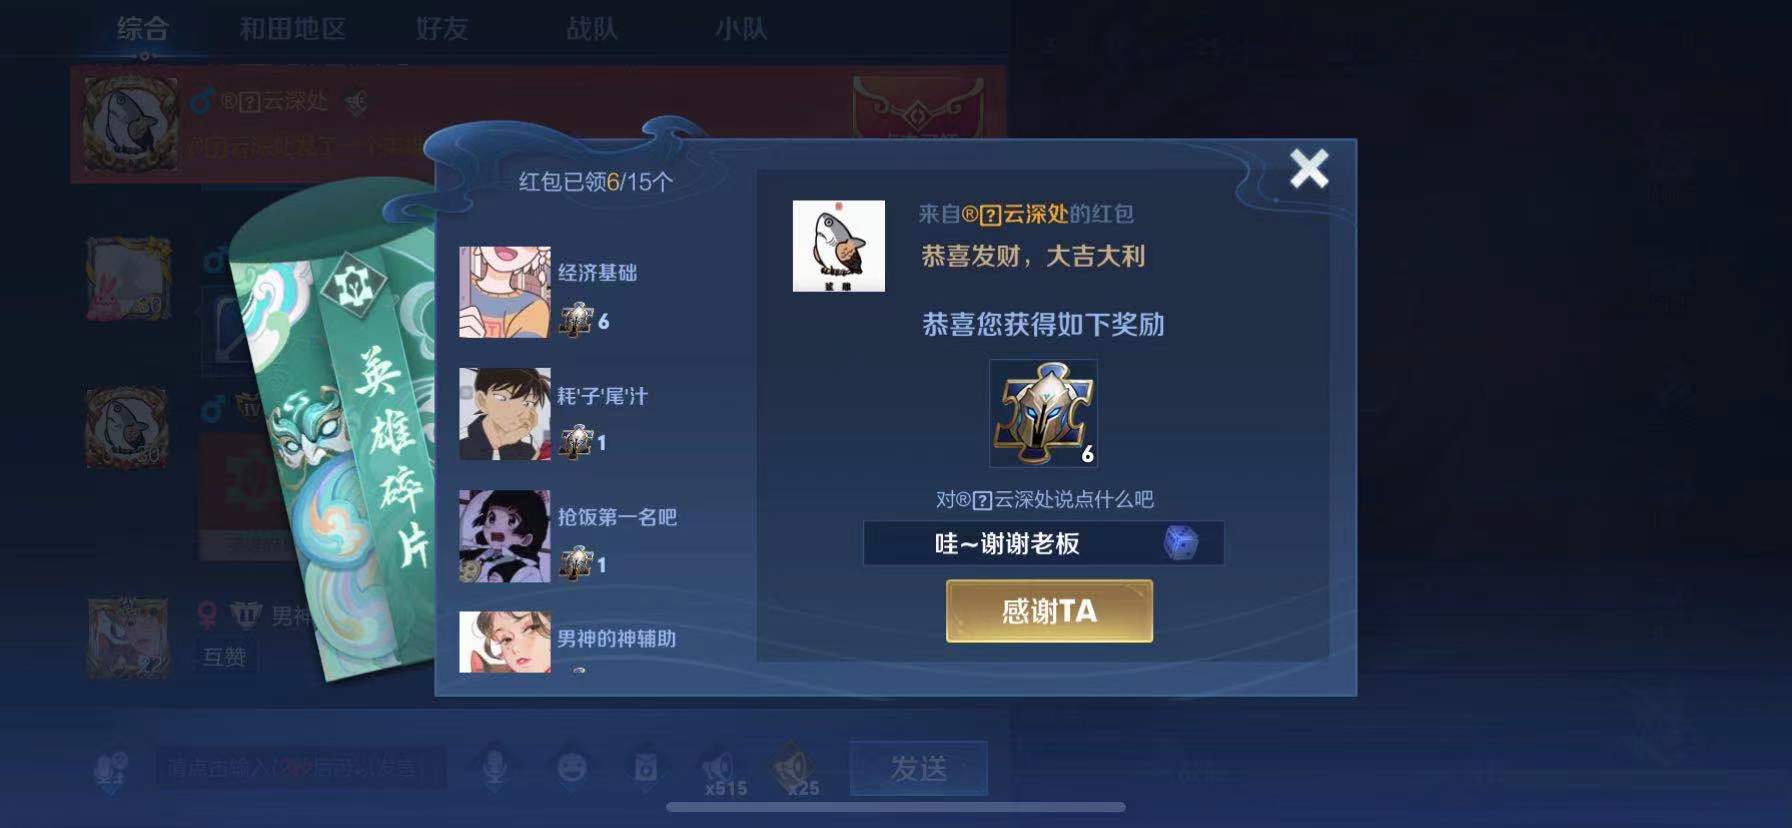 综合
和田地区
好友
战队
小队
®?云深处
红包已领6/15个
经济基础
6
耗'子'尾'汁
1
抢饭第一名吧
1
男神的神辅助
来自®?云深处的红包
恭喜发财，大吉大利
恭喜您获得如下奖励
6
对®?云深处说点什么吧
哇~谢谢老板
感谢TA
英雄碎片
IV
II
男神
22
互赞
x515
x25
发送